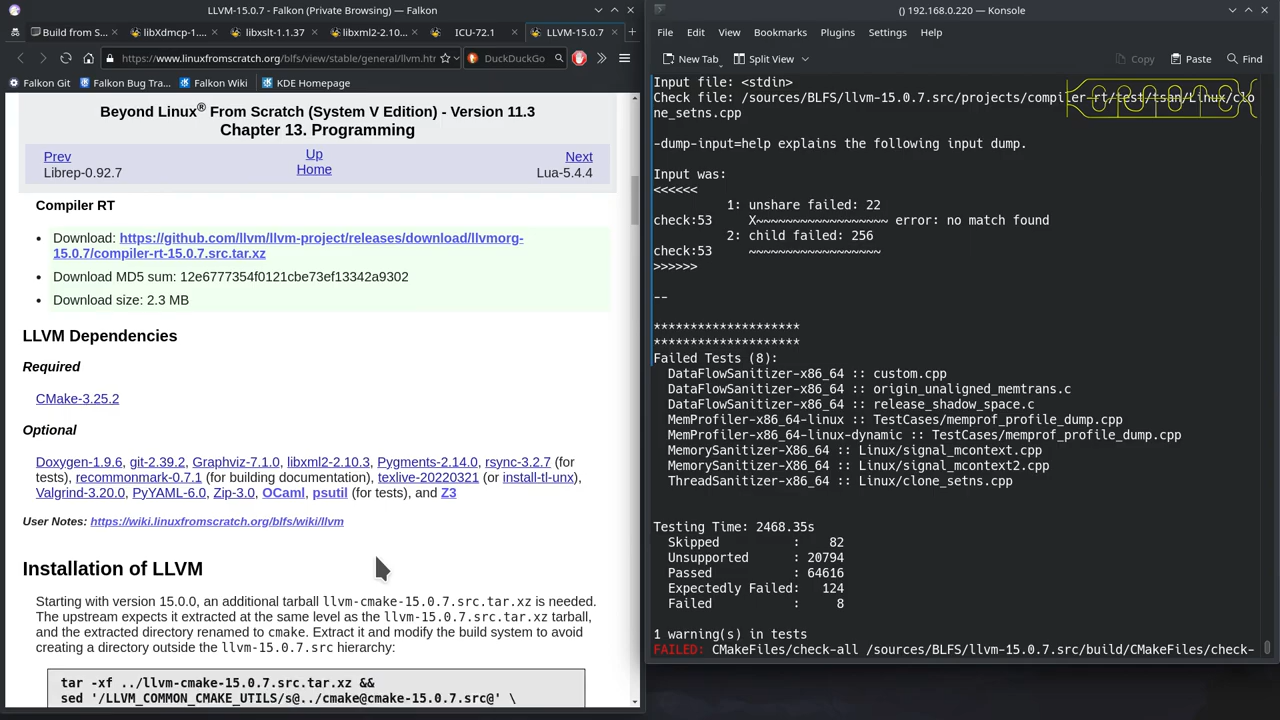 LLVM-15.0.7 - Falkon (Private Browsing) — Falkon
Build from S...
libXdmcp-1....
libxslt-1.1.37
libxml2-2.10...
ICU-72.1
LLVM-15.0.7
https://www.linuxfromscratch.org/blfs/view/stable/general/llvm.htr
DuckDuckGo
Falkon Git
Falkon Bug Tra...
Falkon Wiki
KDE Homepage
Beyond Linux® From Scratch (System V Edition) - Version 11.3
Chapter 13. Programming
Prev
Up
Next
Librep-0.92.7
Home
Lua-5.4.4
Compiler RT
• Download: https://github.com/llvm/llvm-project/releases/download/llvmorg-
15.0.7/compiler-rt-15.0.7.src.tar.xz
• Download MD5 sum: 12e6777354f0121cbe73ef13342a9302
• Download size: 2.3 MB
LLVM Dependencies
Required
CMake-3.25.2
Optional
Doxygen-1.9.6, git-2.39.2, Graphviz-7.1.0, libxml2-2.10.3, Pygments-2.14.0, rsync-3.2.7 (for
tests), recommonmark-0.7.1 (for building documentation), texlive-20220321 (or install-tl-unx),
Valgrind-3.20.0, PyYAML-6.0, Zip-3.0, OCaml, psutil (for tests), and Z3
User Notes: https://wiki.linuxfromscratch.org/blfs/wiki/llvm
Installation of LLVM
Starting with version 15.0.0, an additional tarball llvm-cmake-15.0.7.src.tar.xz is needed.
The upstream expects it extracted at the same level as the llvm-15.0.7.src.tar.xz tarball,
and the extracted directory renamed to cmake. Extract it and modify the build system to avoid
creating a directory outside the llvm-15.0.7.src hierarchy:
tar -xf ../llvm-cmake-15.0.7.src.tar.xz &&
sed '/LLVM_COMMON_CMAKE_UTILS/s@../cmake@cmake-15.0.7.src@' \
() 192.168.0.220 — Konsole
File Edit View Bookmarks Plugins Settings Help
New Tab
Split View
Copy
Paste
Find
Input file: <stdin>
Check file: /sources/BLFS/llvm-15.0.7.src/projects/compiler-rt/test/tsan/Linux/clo
ne_setns.cpp
-dump-input=help explains the following input dump.
Input was:
<<<<<<
1: unshare failed: 22
check:53 X~~~~~~~~~~~~~~~~~~ error: no match found
2: child failed: 256
check:53 ~~~~~~~~~~~~~~~~~~
>>>>>>
--
********************
********************
Failed Tests (8):
DataFlowSanitizer-x86_64 :: custom.cpp
DataFlowSanitizer-x86_64 :: origin_unaligned_memtrans.c
DataFlowSanitizer-x86_64 :: release_shadow_space.c
MemProfiler-x86_64-linux :: TestCases/memprof_profile_dump.cpp
MemProfiler-x86_64-linux-dynamic :: TestCases/memprof_profile_dump.cpp
MemorySanitizer-x86_64 :: Linux/signal_mcontext.cpp
MemorySanitizer-x86_64 :: Linux/signal_mcontext2.cpp
ThreadSanitizer-x86_64 :: Linux/clone_setns.cpp
Testing Time: 2468.35s
Skipped : 82
Unsupported : 20794
Passed : 64616
Expectedly Failed: 124
Failed : 8
1 warning(s) in tests
FAILED: CMakeFiles/check-all /sources/BLFS/llvm-15.0.7.src/build/CMakeFiles/check-